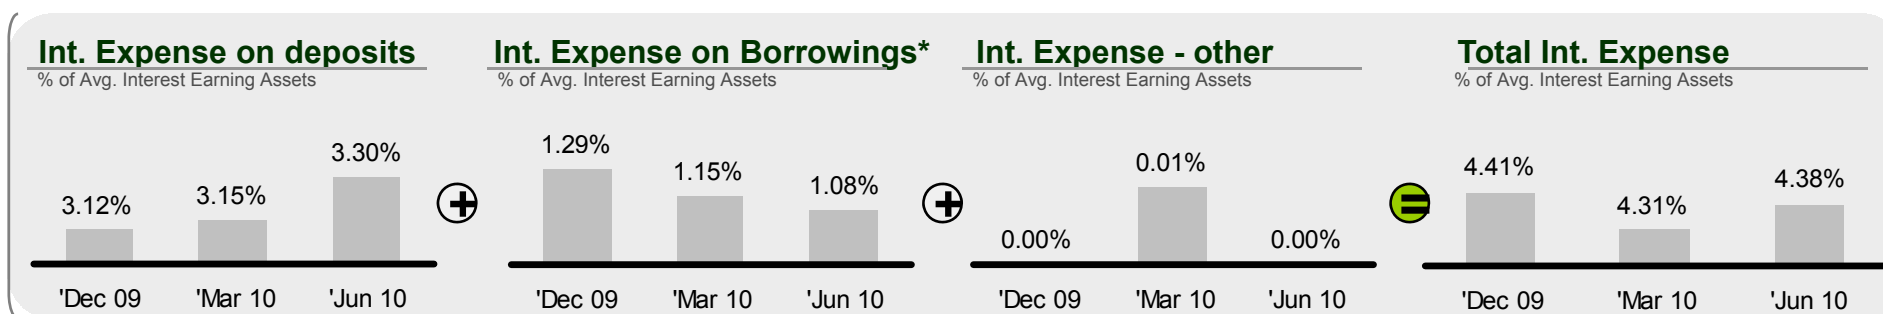 Int. Expense on deposits
% of Avg. Interest Earning Assets
3.12%
3.15%
3.30%
'Dec 09 'Mar 10 'Jun 10
+
Int. Expense on Borrowings*
% of Avg. Interest Earning Assets
1.29%
1.15%
1.08%
'Dec 09 'Mar 10 'Jun 10
+
Int. Expense - other
% of Avg. Interest Earning Assets
0.00%
0.01%
0.00%
'Dec 09 'Mar 10 'Jun 10
=
Total Int. Expense
% of Avg. Interest Earning Assets
4.41%
4.31%
4.38%
'Dec 09 'Mar 10 'Jun 10